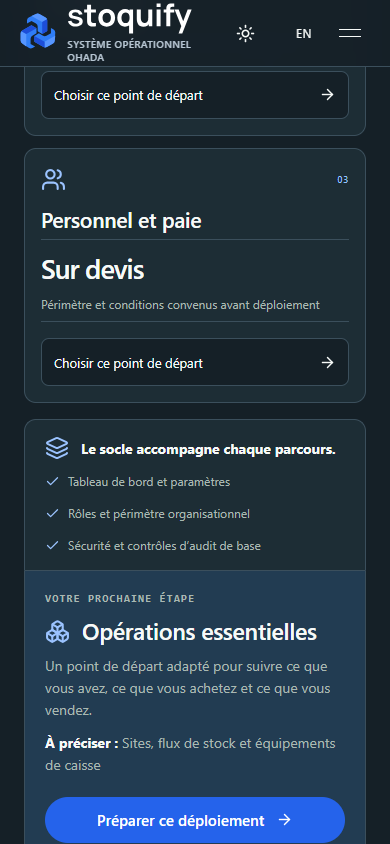 stoquify
SYSTÈME OPÉRATIONNEL
OHADA
EN
Choisir ce point de départ
03
Personnel et paie
Sur devis
Périmètre et conditions convenus avant déploiement
Choisir ce point de départ
Le socle accompagne chaque parcours.
Tableau de bord et paramètres
Rôles et périmètre organisationnel
Sécurité et contrôles d’audit de base
VOTRE PROCHAINE ÉTAPE
Opérations essentielles
Un point de départ adapté pour suivre ce que
vous avez, ce que vous achetez et ce que vous
vendez.
À préciser : Sites, flux de stock et équipements
de caisse
Préparer ce déploiement